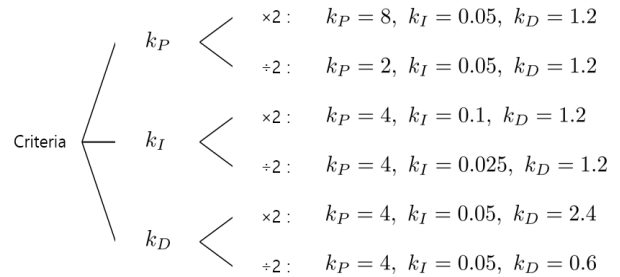 ×2 : k_P = 8, k_I = 0.05, k_D = 1.2
k_P
÷2 : k_P = 2, k_I = 0.05, k_D = 1.2
×2 : k_P = 4, k_I = 0.1, k_D = 1.2
Criteria k_I
÷2 : k_P = 4, k_I = 0.025, k_D = 1.2
×2 : k_P = 4, k_I = 0.05, k_D = 2.4
k_D
÷2 : k_P = 4, k_I = 0.05, k_D = 0.6